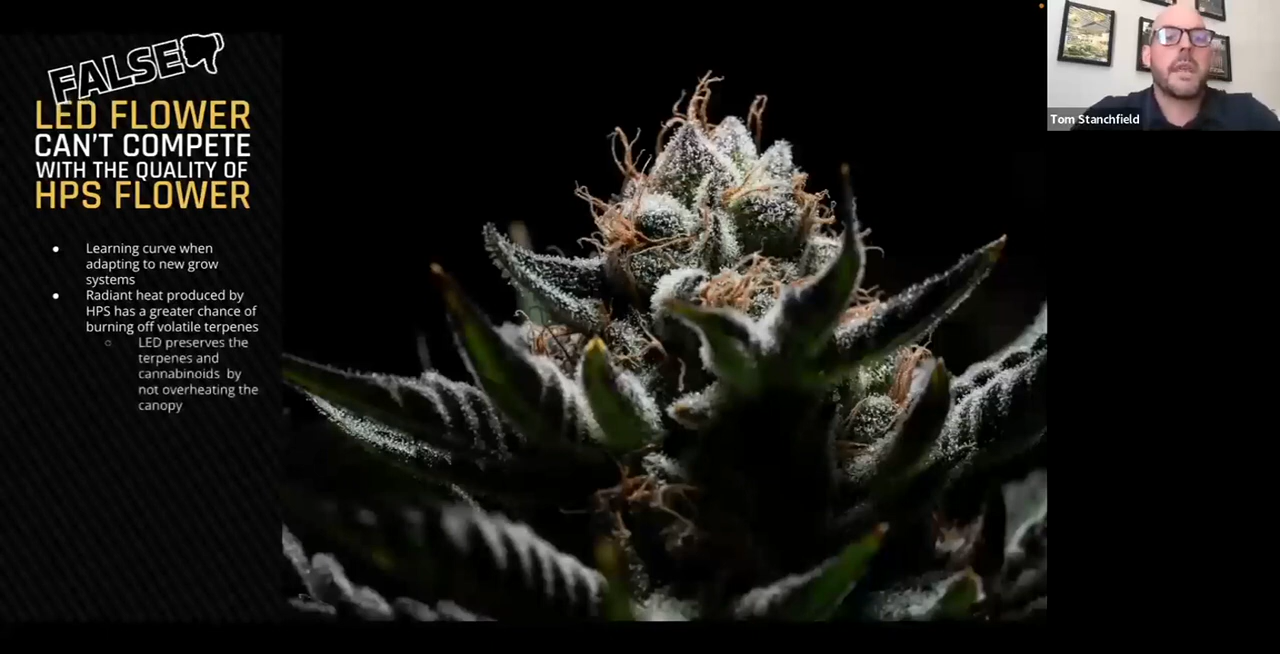 FALSE
LED FLOWER
CAN'T COMPETE
WITH THE QUALITY OF
HPS FLOWER
● Learning curve when
adapting to new grow
systems
● Radiant heat produced by
HPS has a greater chance of
burning off volatile terpenes
○ LED preserves the
terpenes and
cannabinoids by
not overheating the
canopy
Tom Stanchfield